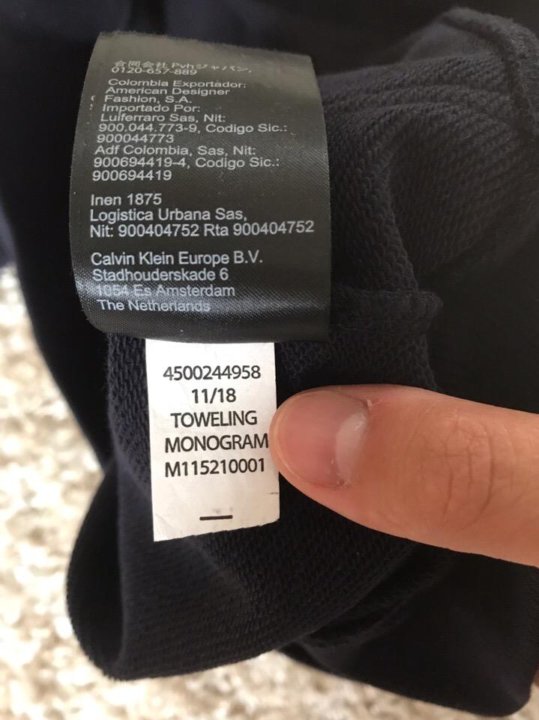 合同会社 Pvhジャパン,
0120-657-889
Colombia Exportador:
American Designer
Fashion, S.A.
Importado Por:
Luiferraro Sas, Nit:
900.044.773-9, Codigo Sic.:
900044773
Adf Colombia, Sas, Nit:
900694419-4, Codigo Sic.:
900694419
Inen 1875
Logistica Urbana Sas,
Nit: 900404752 Rta 900404752
Calvin Klein Europe B.V.
Stadhouderskade 6
1054 Es Amsterdam
The Netherlands
4500244958
11/18
TOWELING
MONOGRAM
M115210001